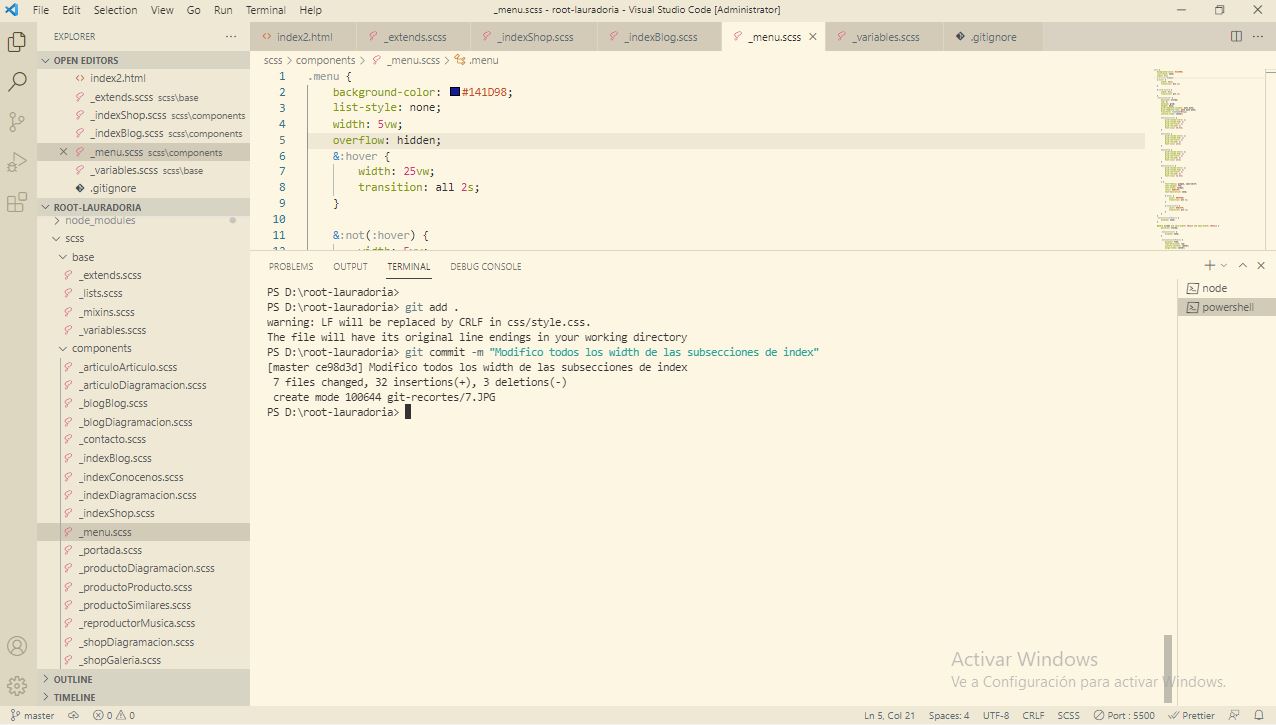 File Edit Selection View Go Run Terminal Help _menu.scss - root-lauradoria - Visual Studio Code [Administrator]
EXPLORER
OPEN EDITORS
index2.html
_extends.scss scss\base
_indexShop.scss scss\components
_indexBlog.scss scss\components
_menu.scss scss\components
_variables.scss scss\base
.gitignore
ROOT-LAURADORIA
node_modules
scss
base
_extends.scss
_lists.scss
_mixins.scss
_variables.scss
components
_articuloArticulo.scss
_articuloDiagramacion.scss
_blogBlog.scss
_blogDiagramacion.scss
_contacto.scss
_indexBlog.scss
_indexConocenos.scss
_indexDiagramacion.scss
_indexShop.scss
_menu.scss
_portada.scss
_productoDiagramacion.scss
_productoProducto.scss
_productoSimilares.scss
_reproductorMusica.scss
_shopDiagramacion.scss
_shopGaleria.scss
OUTLINE
TIMELINE
index2.html _extends.scss _indexShop.scss _indexBlog.scss _menu.scss _variables.scss .gitignore
scss > components > _menu.scss > .menu
1 .menu {
2 background-color: #141D98;
3 list-style: none;
4 width: 5vw;
5 overflow: hidden;
6 &:hover {
7 width: 25vw;
8 transition: all 2s;
9 }
10
11 &:not(:hover) {
12 width: 5vw;
PROBLEMS OUTPUT TERMINAL DEBUG CONSOLE
PS D:\root-lauradoria>
PS D:\root-lauradoria> git add .
warning: LF will be replaced by CRLF in css/style.css.
The file will have its original line endings in your working directory
PS D:\root-lauradoria> git commit -m "Modifico todos los width de las subsecciones de index"
[master ce98d3d] Modifico todos los width de las subsecciones de index
7 files changed, 32 insertions(+), 3 deletions(-)
create mode 100644 git-recortes/7.JPG
PS D:\root-lauradoria>
node
powershell
Activar Windows
Ve a Configuración para activar Windows.
master 0 0 Ln 5, Col 21 Spaces: 4 UTF-8 CRLF SCSS Port : 5500 Prettier